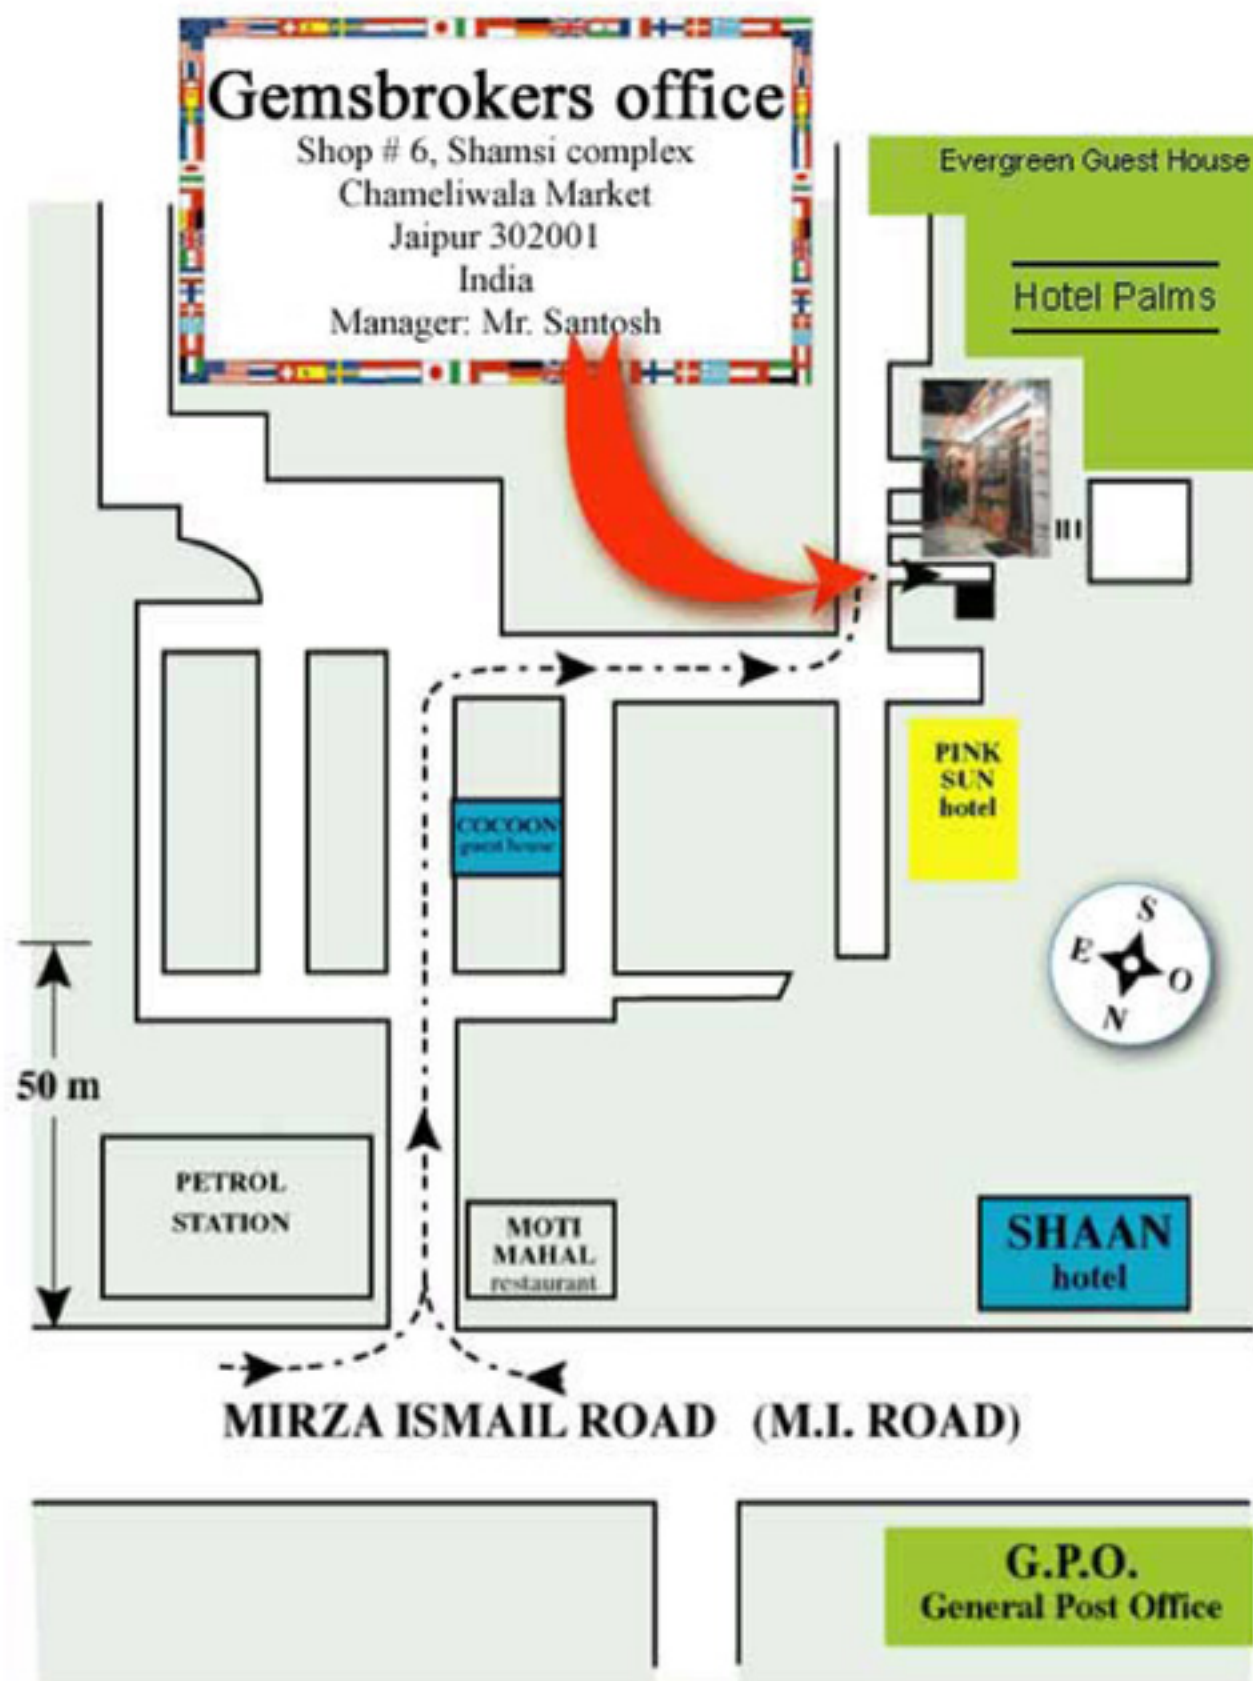 Gemsbrokers office
Shop # 6, Shamsi complex
Chameliwala Market
Jaipur 302001
India
Manager: Mr. Santosh
Evergreen Guest House
Hotel Palms
PINK
SUN
hotel
COCOON
guest house
S
E
O
N
50 m
PETROL
STATION
MOTI
MAHAL
restaurant
SHAAN
hotel
MIRZA ISMAIL ROAD (M.I. ROAD)
G.P.O.
General Post Office